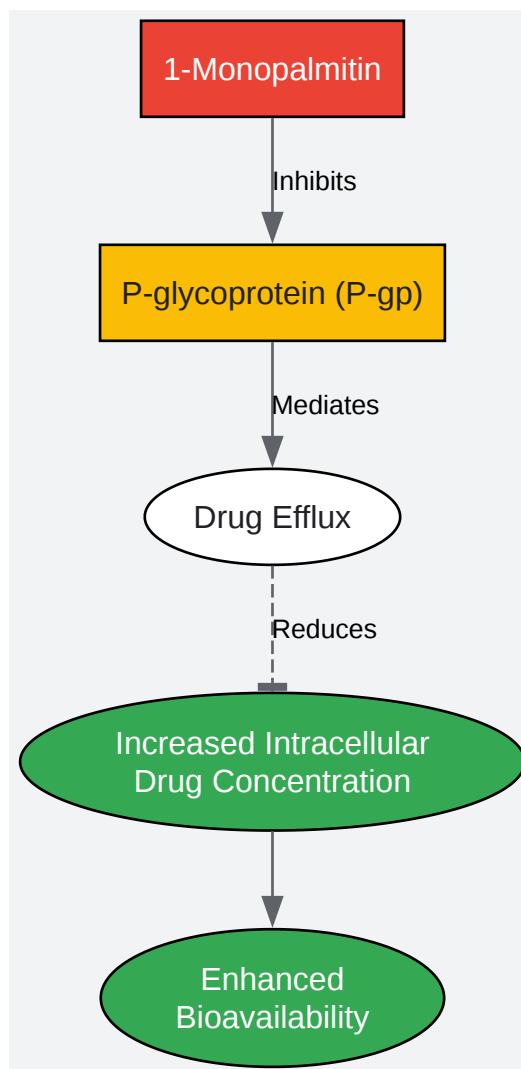 1-Monopalmitin
Inhibits
P-glycoprotein (P-gp)
Mediates
Drug Efflux
Reduces
Increased Intracellular
Drug Concentration
Enhanced
Bioavailability